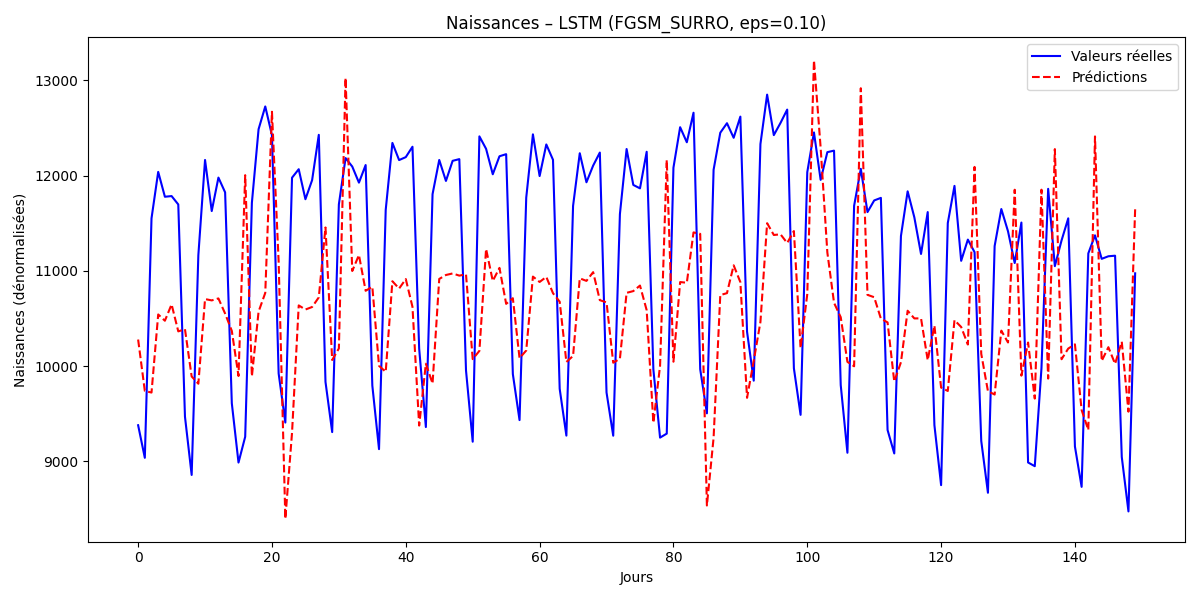 Naissances – LSTM (FGSM_SURRO, eps=0.10)
Valeurs réelles
Prédictions
13000
12000
11000
10000
9000
Naissances (dénormalisées)
0 20 40 60 80 100 120 140
Jours